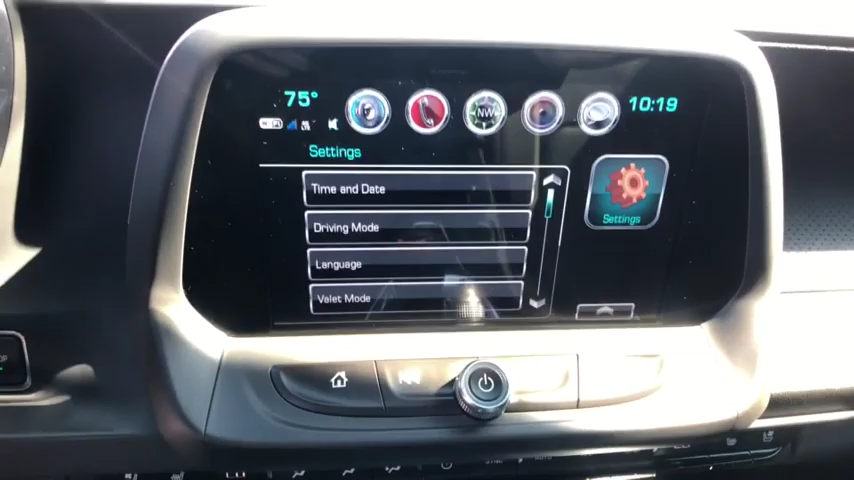 75°
NW
10:19
Settings
Time and Date
Driving Mode
Language
Valet Mode
Settings